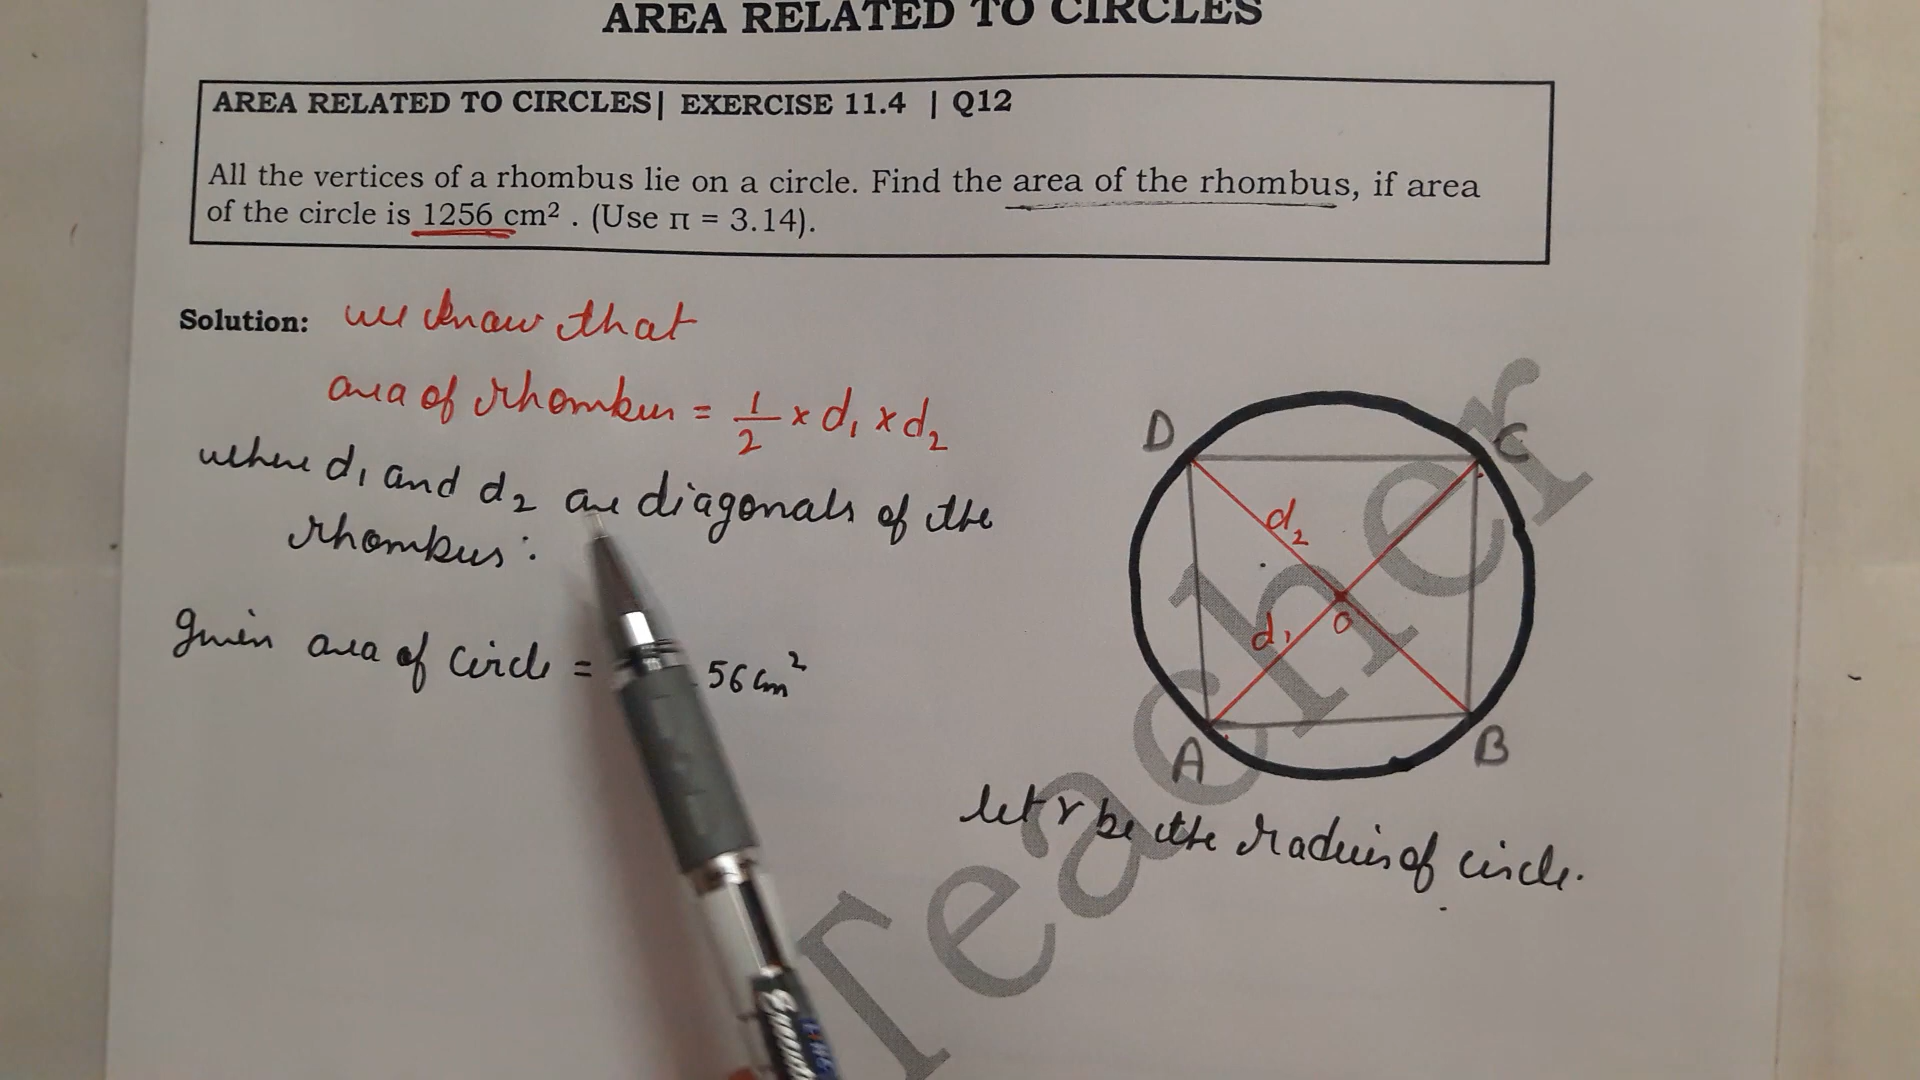 AREA RELATED TO CIRCLES
AREA RELATED TO CIRCLES| EXERCISE 11.4 | Q12
All the vertices of a rhombus lie on a circle. Find the area of the rhombus, if area
of the circle is 1256 cm² . (Use π = 3.14).
Solution: we know that
area of rhombus = 1/2 × d₁ × d₂
where d₁ and d₂ are diagonals of the
rhombus.
Given area of circle = 56 cm²
D
C
d₂
d₁
O
A
B
let r be the radius of circle.
Teacher